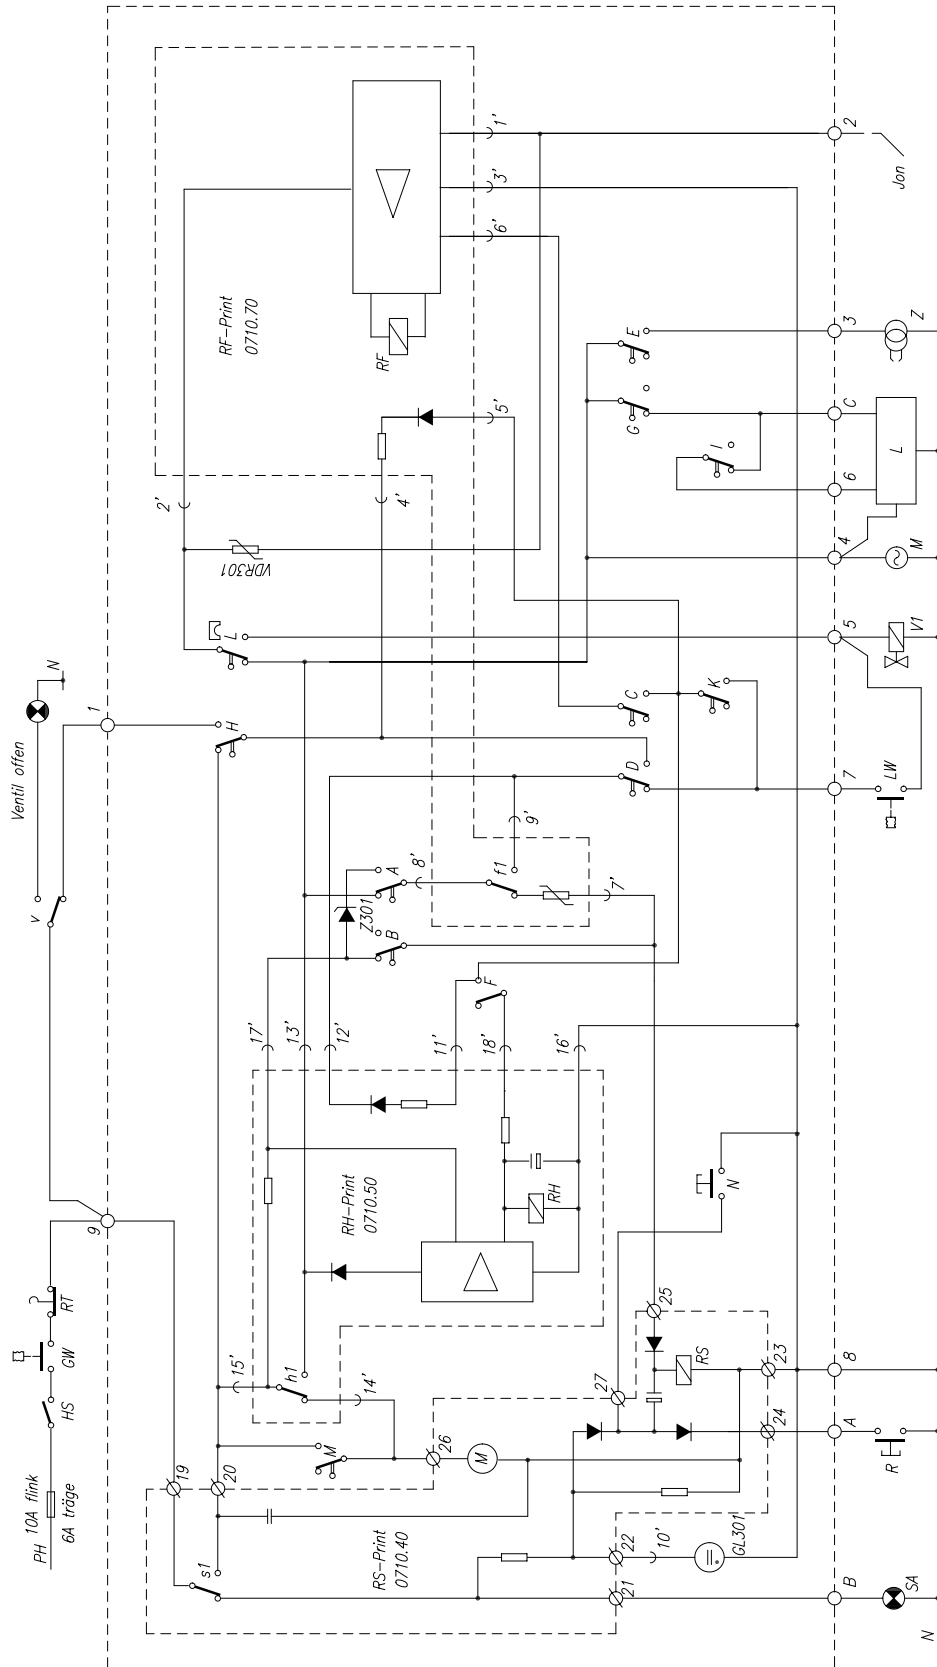 PH
10A flink
6A träge
HS
GW
RT
9
v
Ventil offen
N
1
19
20
s1
RS-Print
0710.40
21
22
10'
GL301
M
26
M
14'
h1
15'
RH-Print
0710.50
RH
17'
13'
12'
11'
18'
16'
F
B
Z301
A
8'
f1
7'
9'
H
D
C
K
L
VDR301
2'
4'
5'
RF-Print
0710.70
RF
6'
3'
1'
G
E
I
27
N
25
RS
23
24
N
B
SA
A
R
8
7
LW
5
V1
4
M
6
C
L
3
Z
2
Jon